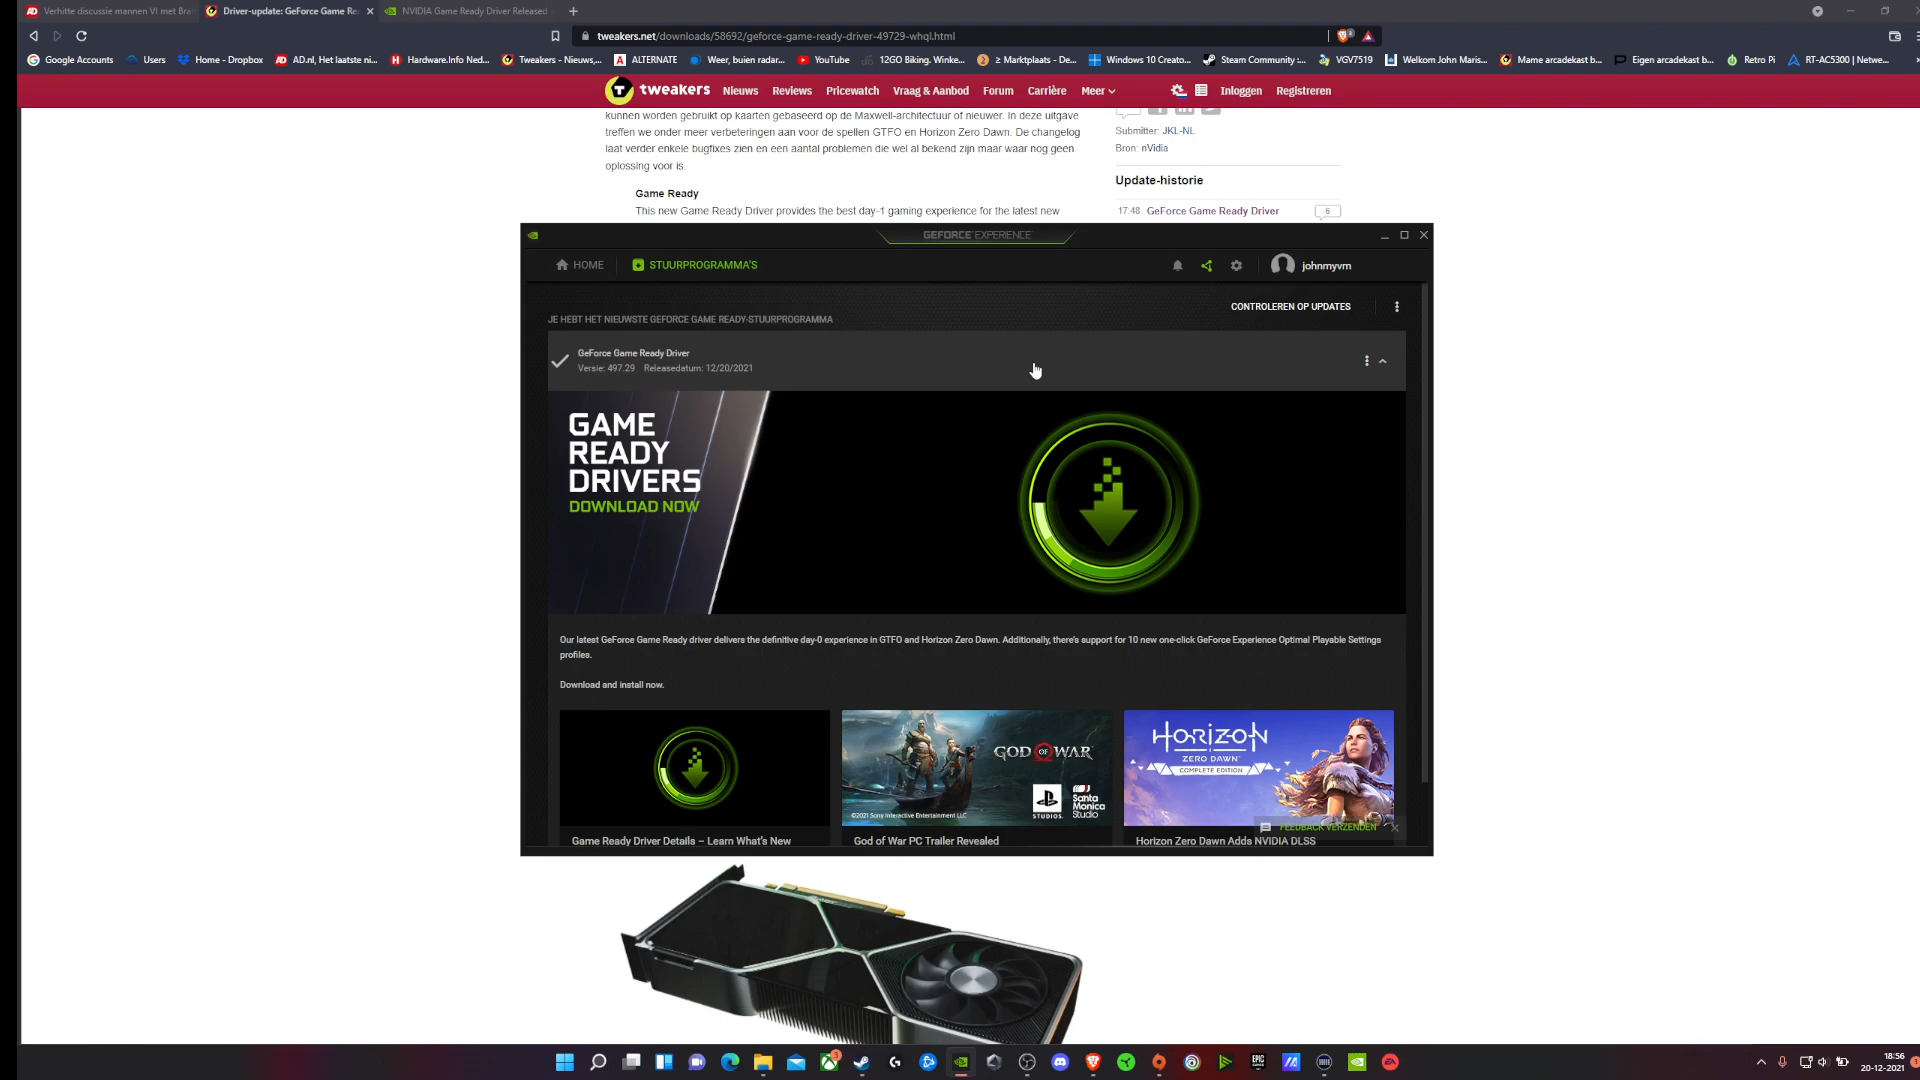 Verhitte discussie mannen VI met Bra
Driver-update: GeForce Game Re
NVIDIA Game Ready Driver Released
tweakers.net/downloads/58692/geforce-game-ready-driver-49729-whql.html
Google Accounts
Users
Home - Dropbox
AD.nl, Het laatste ni...
Hardware.Info Ned...
Tweakers - Nieuws,...
ALTERNATE
Weer, buien radar...
YouTube
12GO Biking. Winke...
≥ Marktplaats - De...
Windows 10 Creato...
Steam Community :...
VGV7519
Welkom John Maris...
Mame arcadekast b...
Eigen arcadekast b...
Retro Pi
RT-AC5300 | Netwe...
tweakers
Nieuws
Reviews
Pricewatch
Vraag & Aanbod
Forum
Carrière
Meer
Inloggen
Registreren
kunnen worden gebruikt op kaarten gebaseerd op de Maxwell-architectuur of nieuwer. In deze uitgave
treffen we onder meer verbeteringen aan voor de spellen GTFO en Horizon Zero Dawn. De changelog
laat verder enkele bugfixes zien en een aantal problemen die wel al bekend zijn maar waar nog geen
oplossing voor is.
Game Ready
This new Game Ready Driver provides the best day-1 gaming experience for the latest new
Submitter: JKL-NL
Bron: nVidia
Update-historie
17:48 GeForce Game Ready Driver 6
GEFORCE EXPERIENCE
HOME
STUURPROGRAMMA'S
johnmyvm
CONTROLEREN OP UPDATES
JE HEBT HET NIEUWSTE GEFORCE GAME READY-STUURPROGRAMMA
GeForce Game Ready Driver
Versie: 497.29 Releasedatum: 12/20/2021
GAME
READY
DRIVERS
DOWNLOAD NOW
Our latest GeForce Game Ready driver delivers the definitive day-0 experience in GTFO and Horizon Zero Dawn. Additionally, there's support for 10 new one-click GeForce Experience Optimal Playable Settings
profiles.
Download and install now.
GOD OF WAR
©2021 Sony Interactive Entertainment LLC
STUDIOS.
Santa
Monica
Studio
HORIZON
ZERO DAWN
COMPLETE EDITION
FEEDBACK VERZENDEN
Game Ready Driver Details – Learn What's New
God of War PC Trailer Revealed
Horizon Zero Dawn Adds NVIDIA DLSS
EPIC
18:56
20-12-2021